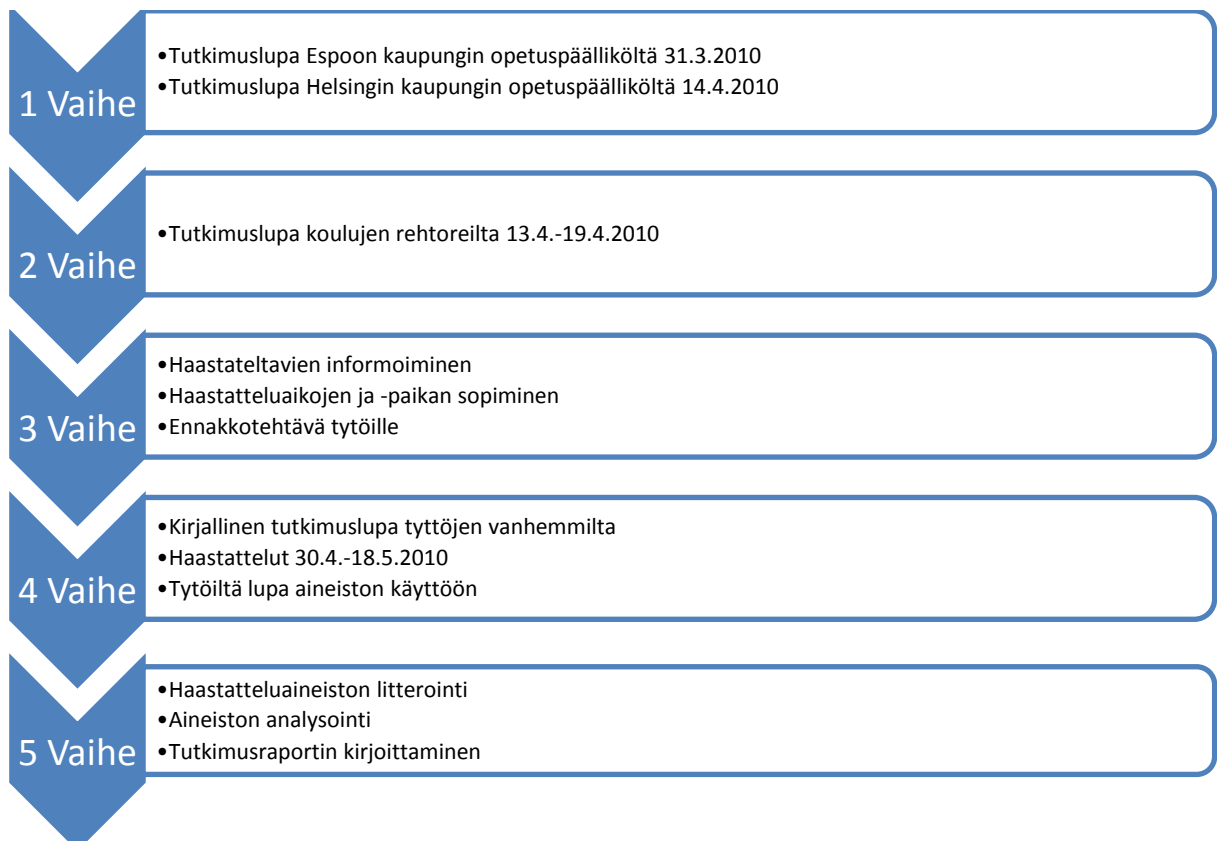 1 Vaihe
•Tutkimuslupa Espoon kaupungin opetuspäälliköltä 31.3.2010
•Tutkimuslupa Helsingin kaupungin opetuspäälliköltä 14.4.2010
2 Vaihe
•Tutkimuslupa koulujen rehtoreilta 13.4.-19.4.2010
3 Vaihe
•Haastateltavien informoiminen
•Haastatteluaikojen ja -paikan sopiminen
•Ennakkotehtävä tytöille
4 Vaihe
•Kirjallinen tutkimuslupa tyttöjen vanhemmilta
•Haastattelut 30.4.-18.5.2010
•Tytöiltä lupa aineiston käyttöön
5 Vaihe
•Haastatteluaineiston litterointi
•Aineiston analysointi
•Tutkimusraportin kirjoittaminen